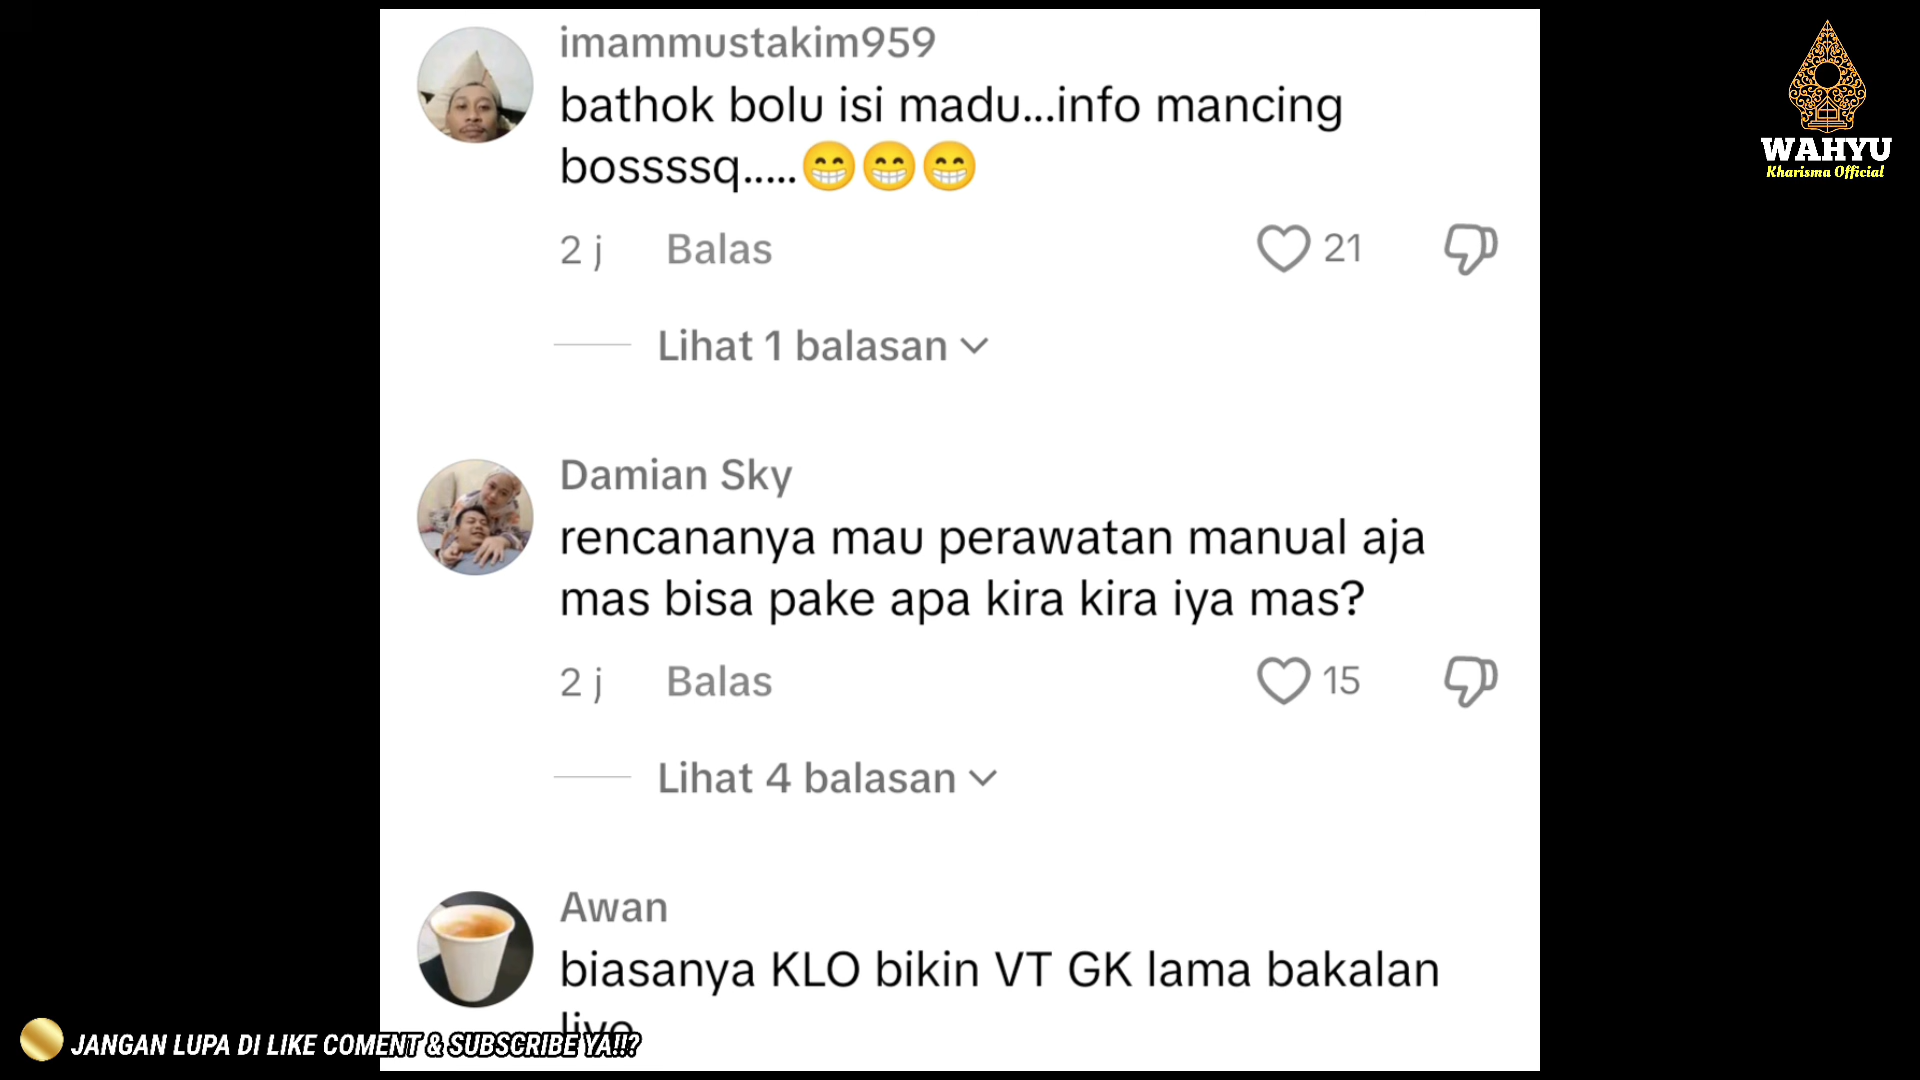 imammustakim959
bathok bolu isi madu...info mancing
bossssq.....😁😁😁
2 j Balas 21
Lihat 1 balasan
Damian Sky
rencananya mau perawatan manual aja
mas bisa pake apa kira kira iya mas?
2 j Balas 15
Lihat 4 balasan
Awan
biasanya KLO bikin VT GK lama bakalan
live
JANGAN LUPA DI LIKE COMENT & SUBSCRIBE YA!!?
WAHYU
Kharisma Official